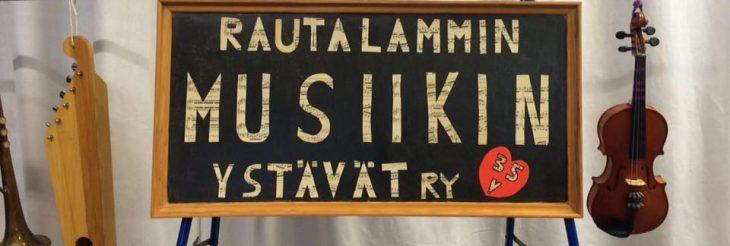 RAUTALAMMIN
MUSIIKIN
YSTÄVÄT RY
35 V